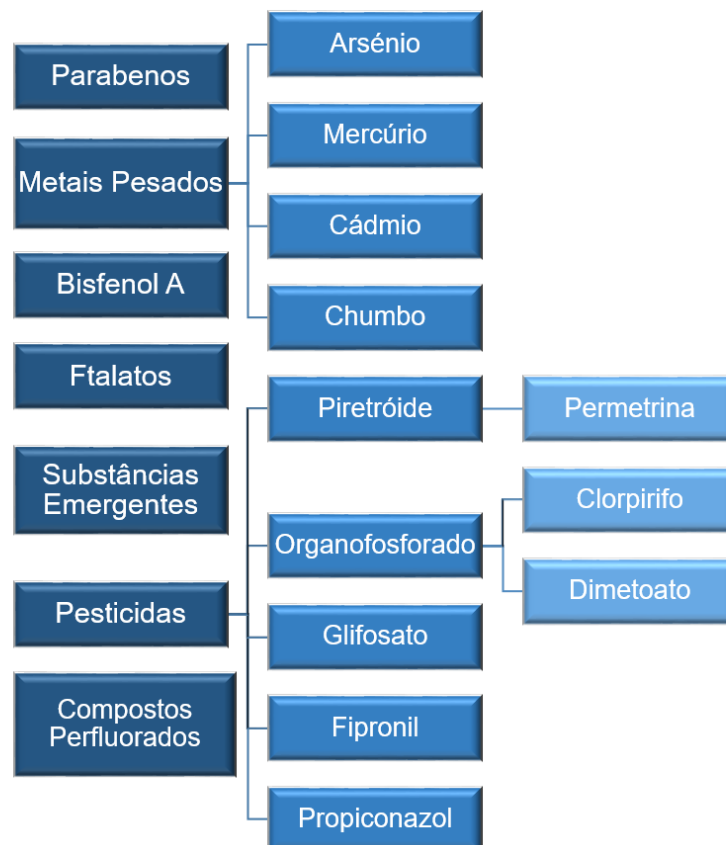 Parabenos
Metais Pesados
Bisfenol A
Ftalatos
Substâncias
Emergentes
Pesticidas
Compostos
Perfluorados
Arsénio
Mercúrio
Cádmio
Chumbo
Piretróide
Organofosforado
Glifosato
Fipronil
Propiconazol
Permetrina
Clorpirifo
Dimetoato